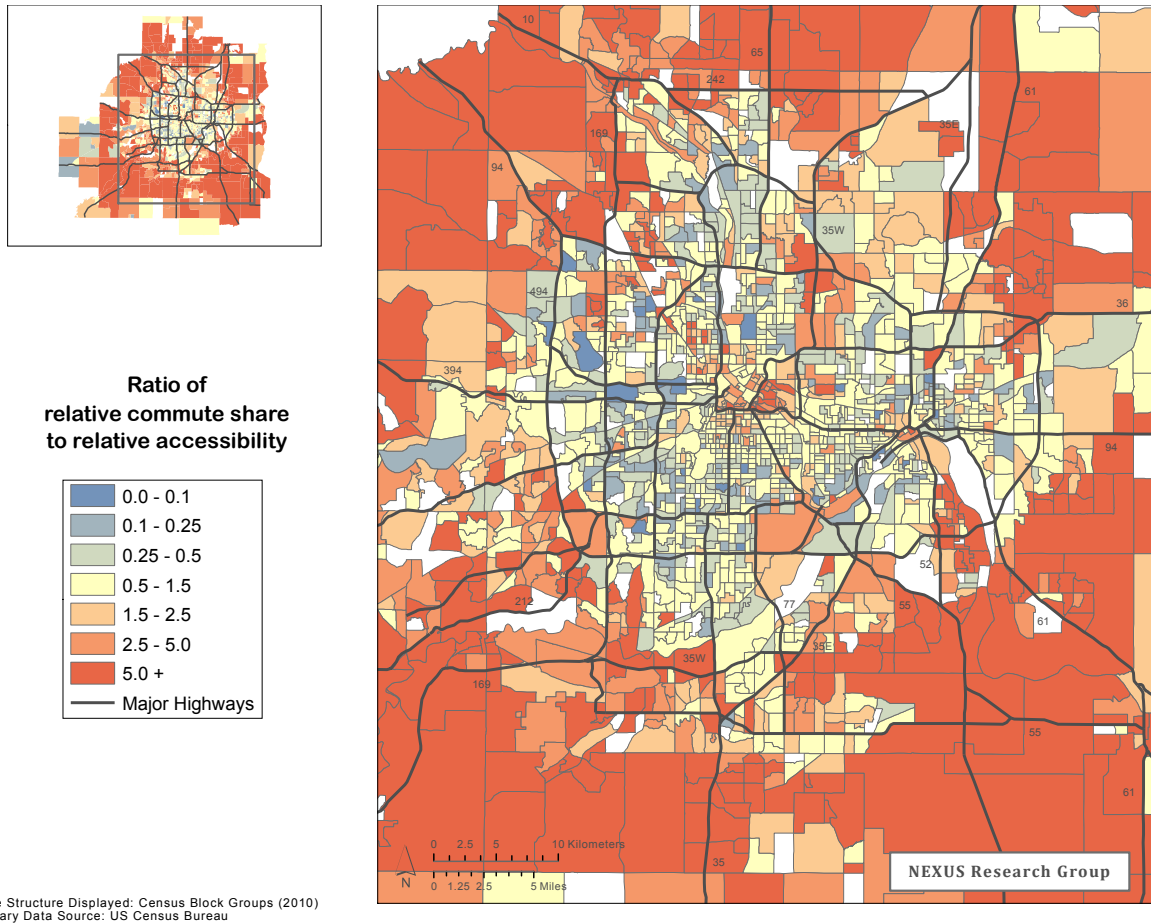 Ratio of
relative commute share
to relative accessibility
0.0 - 0.1
0.1 - 0.25
0.25 - 0.5
0.5 - 1.5
1.5 - 2.5
2.5 - 5.0
5.0 +
Major Highways
e Structure Displayed: Census Block Groups (2010)
ary Data Source: US Census Bureau
10
65
242
61
35E
169
94
35W
494
36
394
94
52
212
77
55
61
35E
35W
169
55
61
35
0 2.5 5 10 Kilometers
0 1.25 2.5 5 Miles
N
NEXUS Research Group